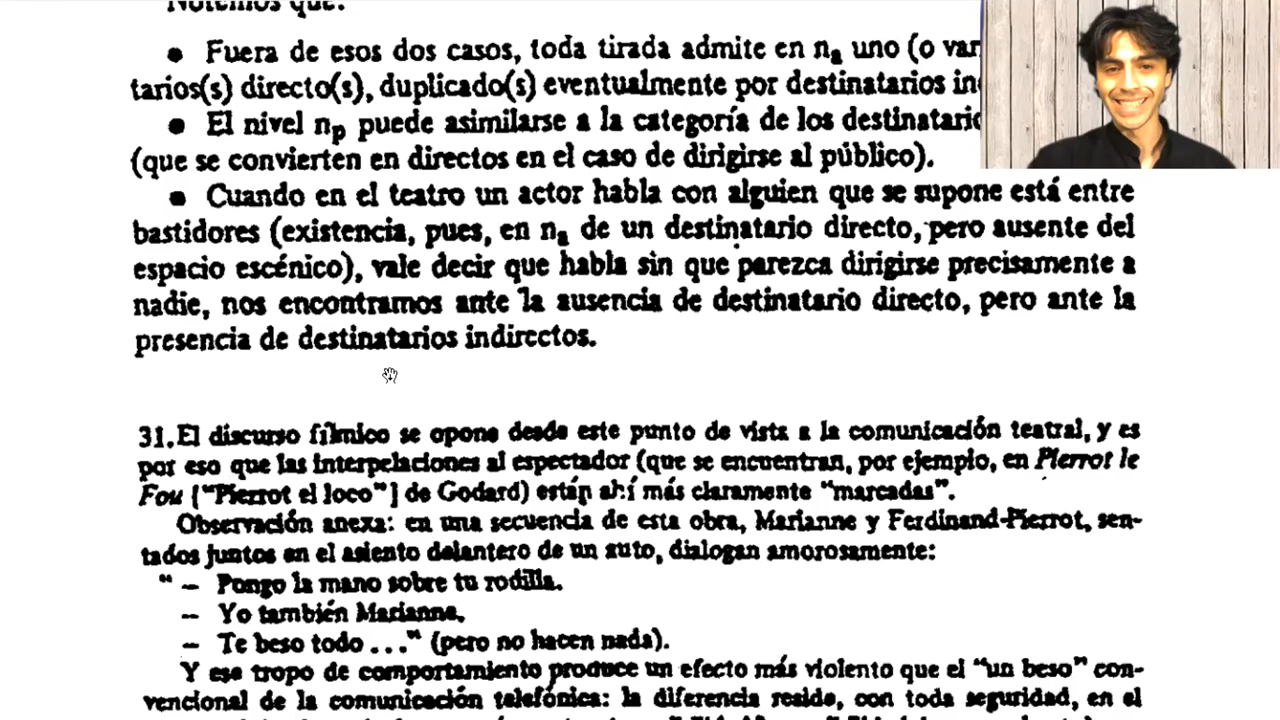 Notemos que:
• Fuera de esos dos casos, toda tirada admite en nₐ uno (o var
tarios(s) directo(s), duplicado(s) eventualmente por destinatarios in
• El nivel nₚ puede asimilarse a la categoría de los destinatari
(que se convierten en directos en el caso de dirigirse al público).
• Cuando en el teatro un actor habla con alguien que se supone está entre
bastidores (existencia, pues, en nₐ de un destinatario directo, pero ausente del
espacio escénico), vale decir que habla sin que parezca dirigirse precisamente a
nadie, nos encontramos ante la ausencia de destinatario directo, pero ante la
presencia de destinatarios indirectos.
31. El discurso fílmico se opone desde este punto de vista a la comunicación teatral, y es
por eso que las interpelaciones al espectador (que se encuentran, por ejemplo, en Pierrot le
Fou ["Pierrot el loco"] de Godard) están ahí más claramente "marcadas".
Observación anexa: en una secuencia de esta obra, Marianne y Ferdinand-Pierrot, sen-
tados juntos en el asiento delantero de un auto, dialogan amorosamente:
" — Pongo la mano sobre tu rodilla.
— Yo también Marianne.
— Te beso todo ..." (pero no hacen nada).
Y ese tropo de comportamiento produce un efecto más violento que el "un beso" con-
vencional de la comunicación telefónica: la diferencia reside, con toda seguridad, en el